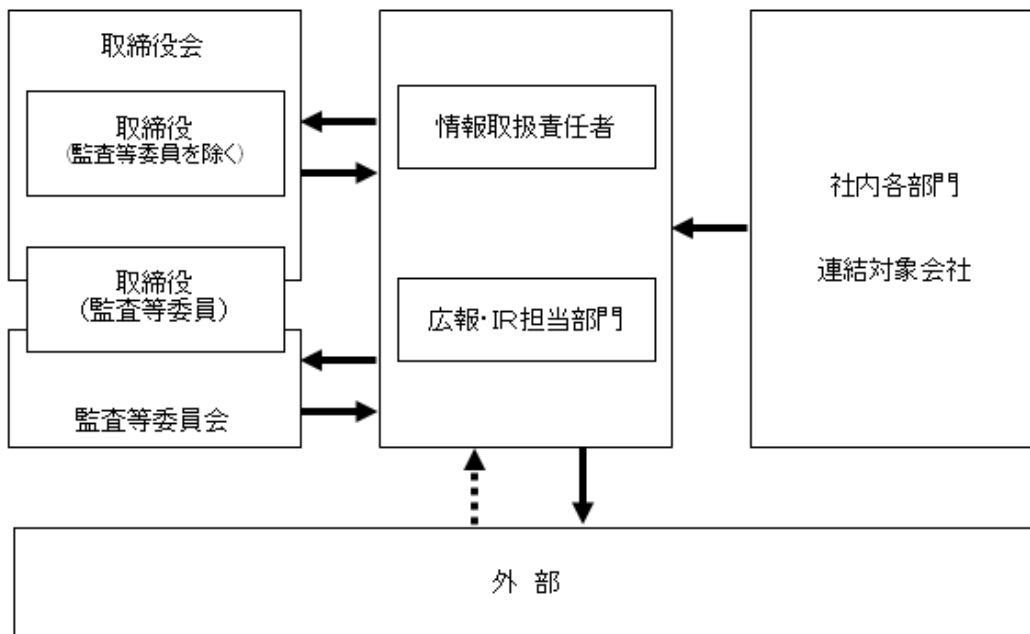 取締役会
取締役
(監査等委員を除く)
取締役
(監査等委員)
監査等委員会
情報取扱責任者
広報・IR担当部門
社内各部門
連結対象会社
外 部